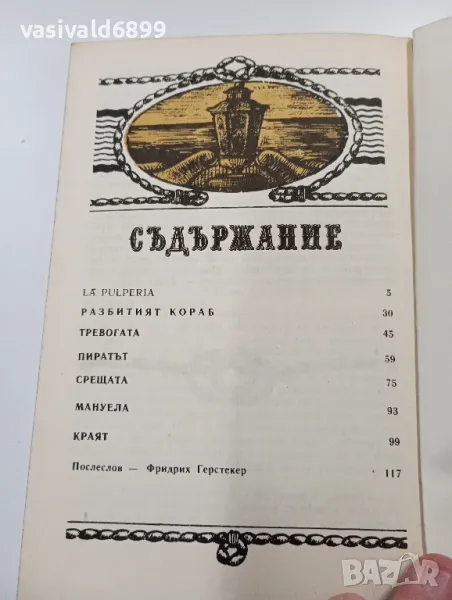 vasivald6899
СЪДЪРЖАНИЕ
LA PULPERIA 5
РАЗБИТИЯТ КОРАБ 30
ТРЕВОГАТА 45
ПИРАТЪТ 59
СРЕЩАТА 75
МАНУЕЛА 93
КРАЯТ 99
Послеслов — Фридрих Герстекер 117
BAZAR